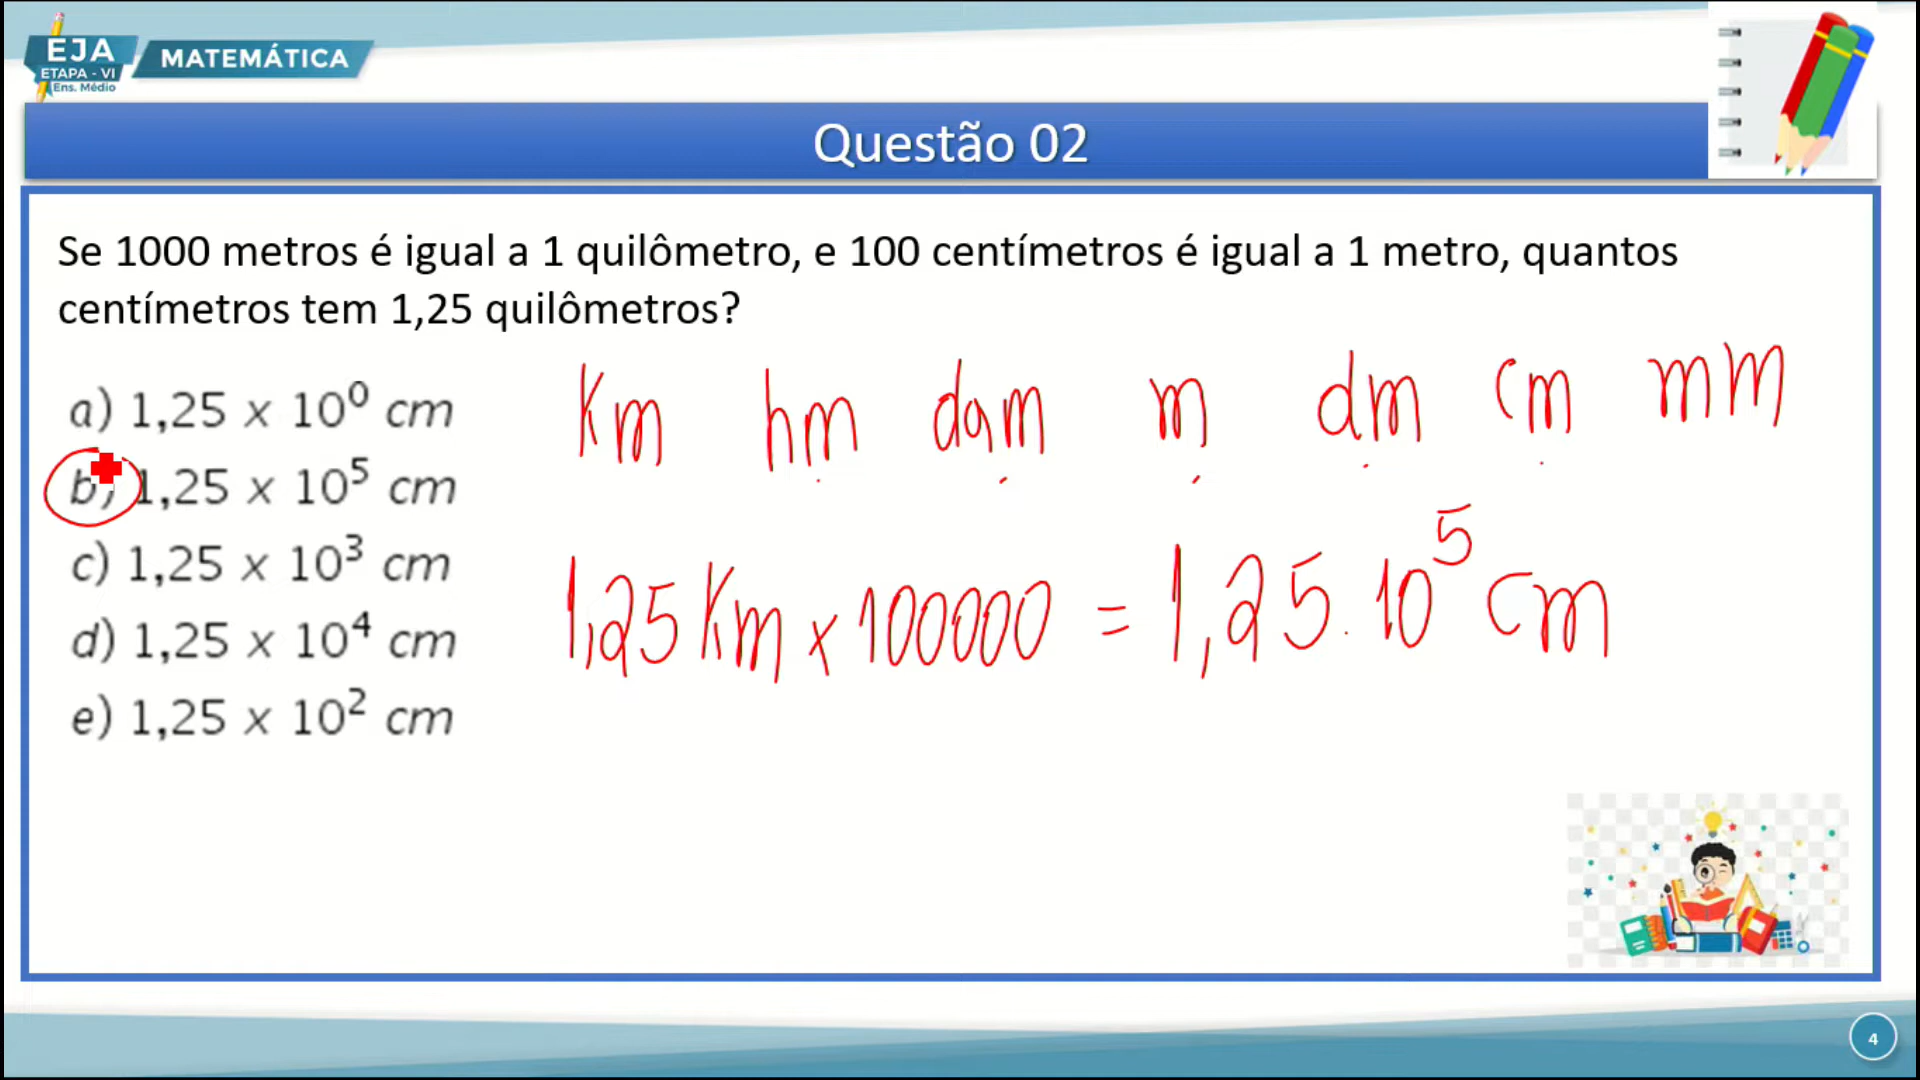 EJA
ETAPA - VI
Ens. Médio
MATEMÁTICA
Questão 02
Se 1000 metros é igual a 1 quilômetro, e 100 centímetros é igual a 1 metro, quantos
centímetros tem 1,25 quilômetros?
a) 1,25 x 10⁰ cm
b) 1,25 x 10⁵ cm
c) 1,25 x 10³ cm
d) 1,25 x 10⁴ cm
e) 1,25 x 10² cm
Km hm dam m dm cm mm
1,25 Km x 100000 = 1,25 . 10⁵ cm
4